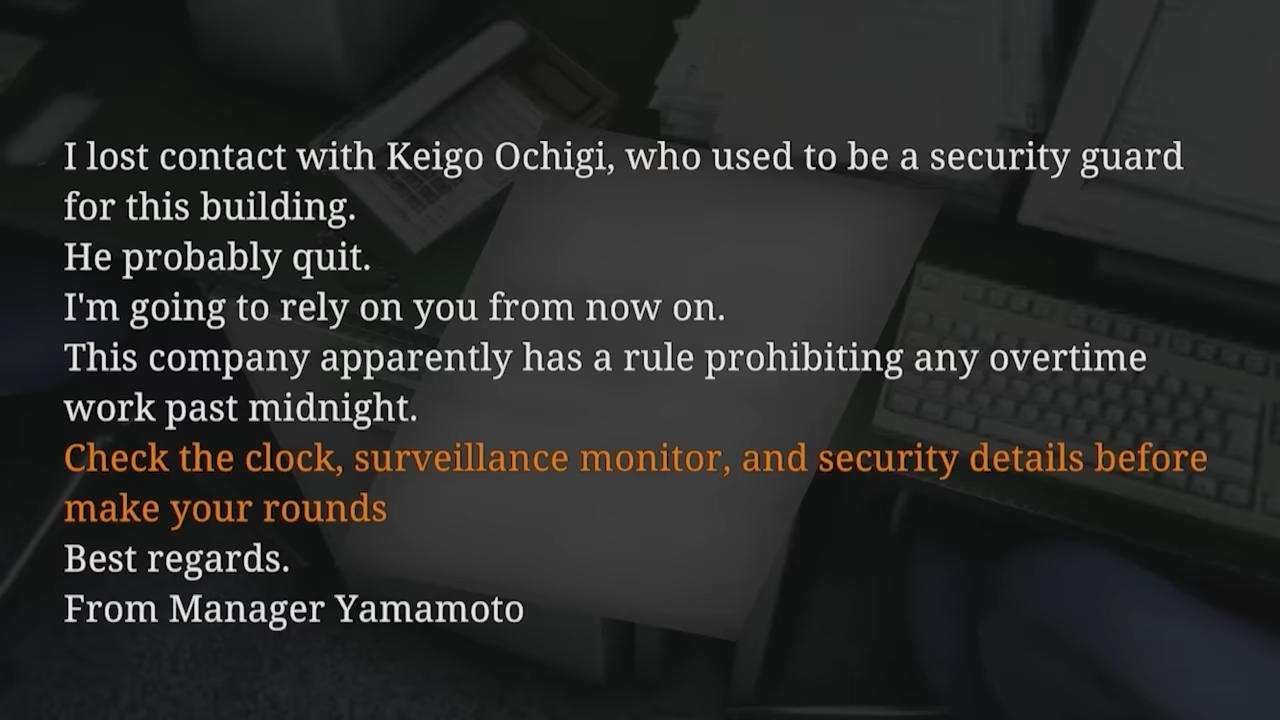 I lost contact with Keigo Ochigi, who used to be a security guard
for this building.
He probably quit.
I'm going to rely on you from now on.
This company apparently has a rule prohibiting any overtime
work past midnight.
Check the clock, surveillance monitor, and security details before
make your rounds
Best regards.
From Manager Yamamoto